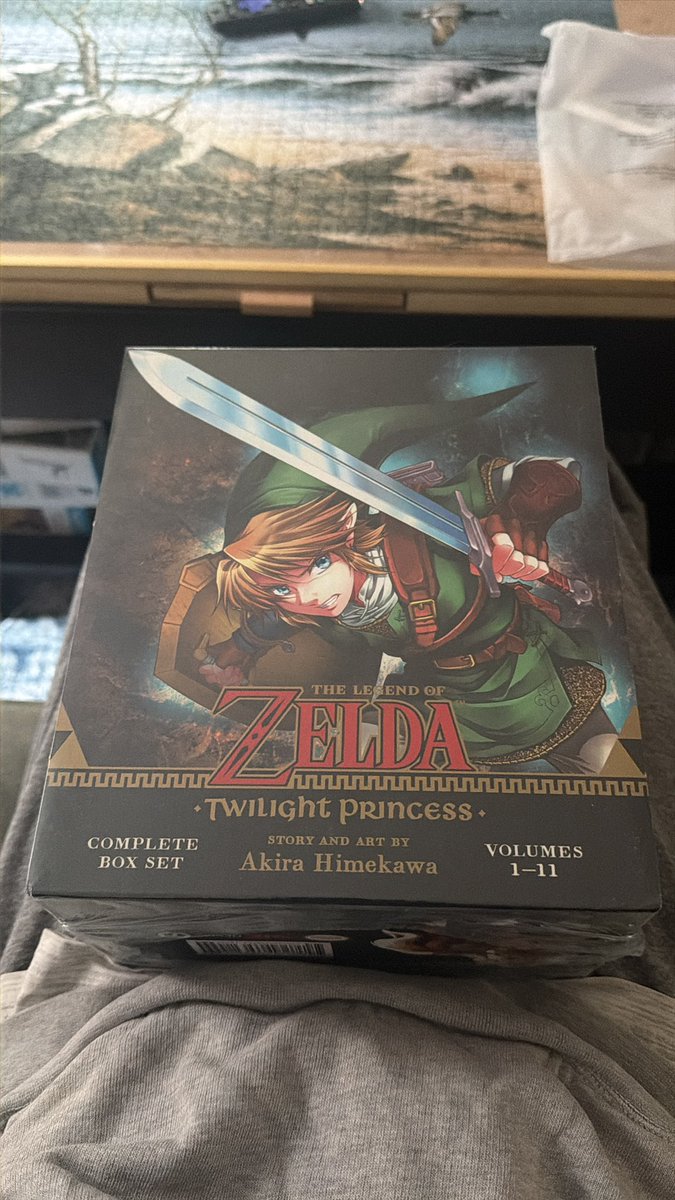 THE LEGEND OF
ZELDA
TWILIGHT PRINCESS
COMPLETE
BOX SET
STORY AND ART BY
Akira Himekawa
VOLUMES
1–11